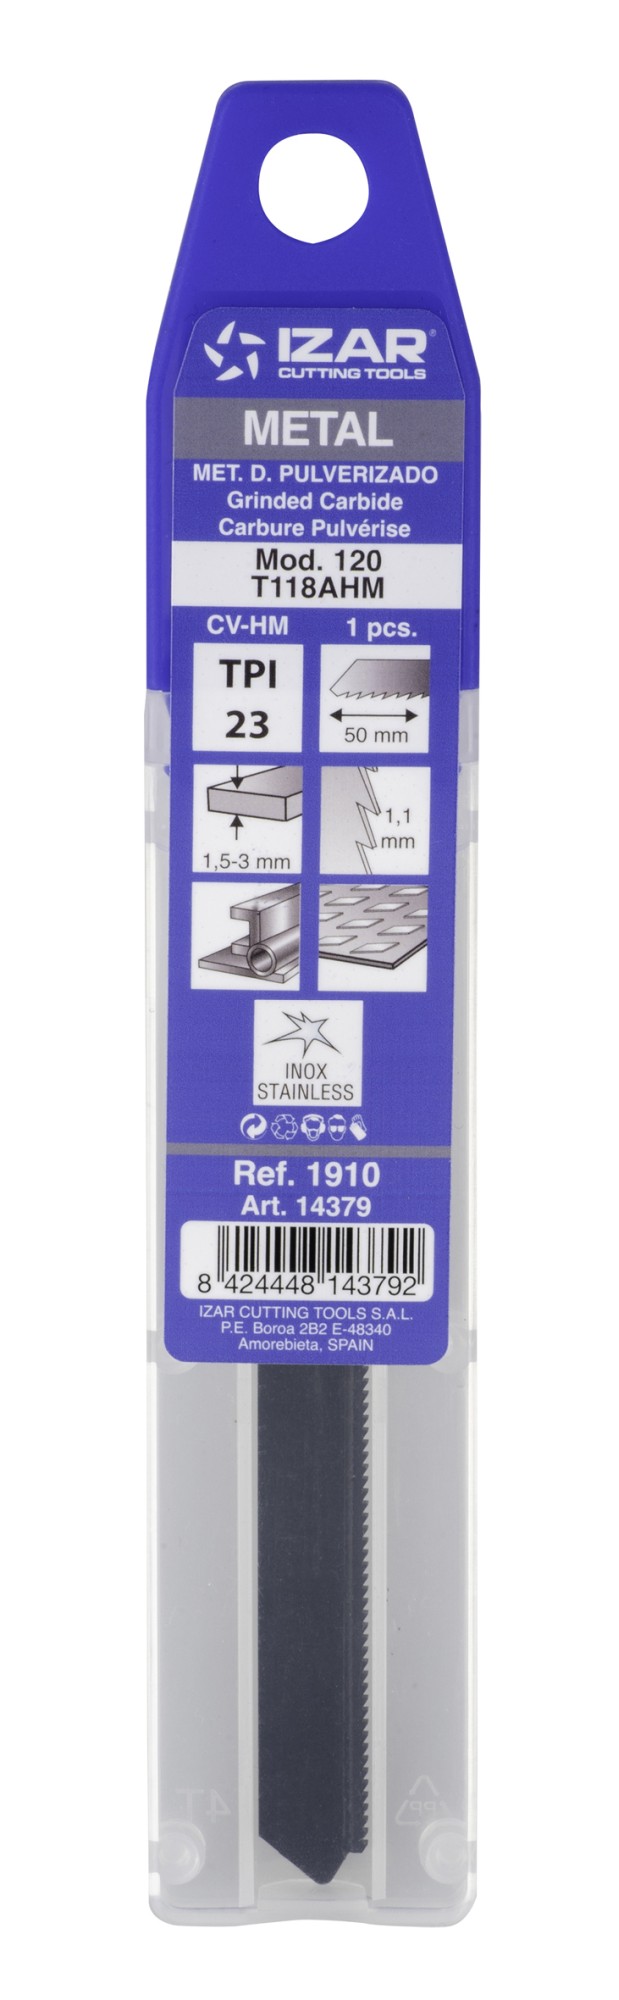 IZAR®
CUTTING TOOLS
METAL
MET. D. PULVERIZADO
Grinded Carbide
Carbure Pulvérise
Mod. 120
T118AHM
CV-HM 1 pcs.
TPI
23
50 mm
1,5-3 mm
1,1
mm
INOX
STAINLESS
Ref. 1910
Art. 14379
8 424448 143792
IZAR CUTTING TOOLS S.A.L.
P.E. Boroa 2B2 E-48340
Amorebieta, SPAIN
4T
PP